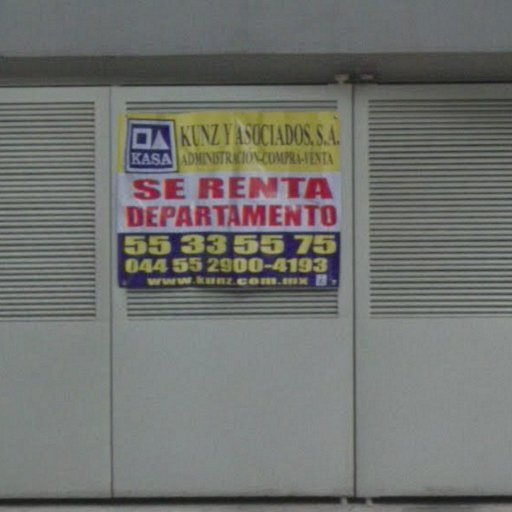 KUNZ Y ASOCIADOS, S.A.
KASA
ADMINISTRACIÓN-COMPRA-VENTA
SE RENTA
DEPARTAMENTO
55 33 55 75
044 55 2900-4193
www.kunz.com.mx